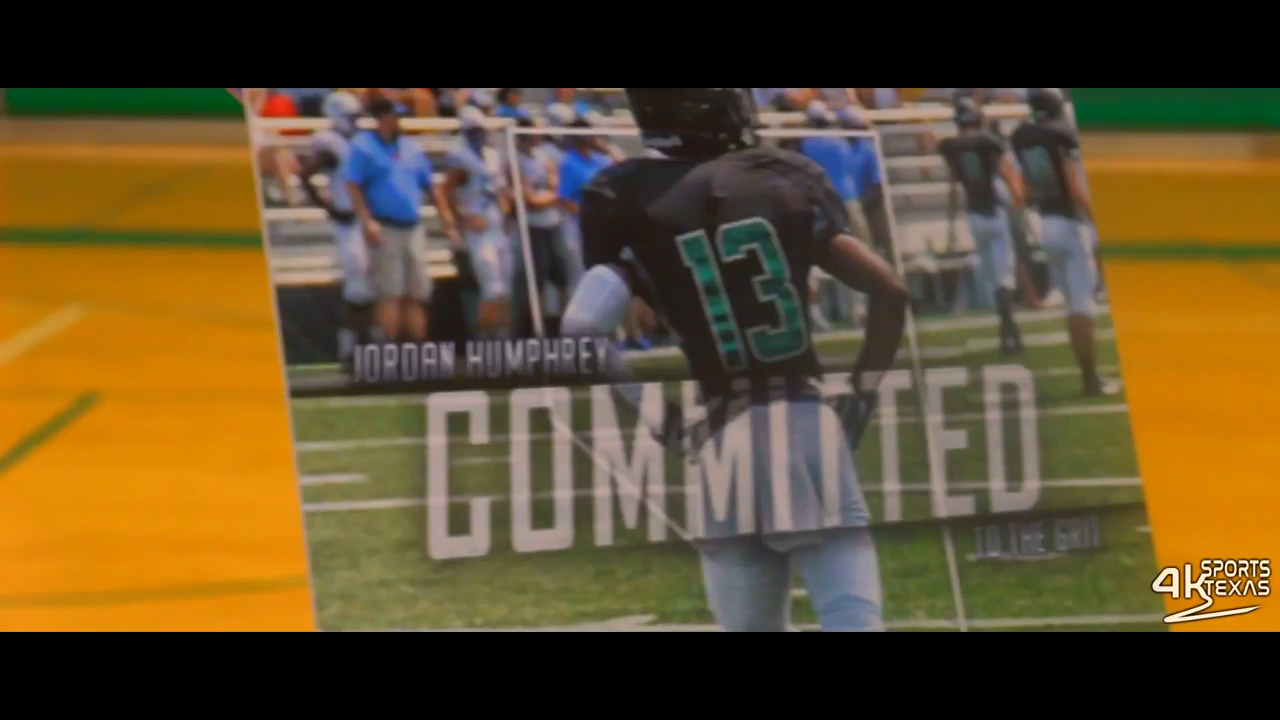 13
JORDAN HUMPHREY
COMMITTED
TO THE GRIT
4K SPORTS
TEXAS